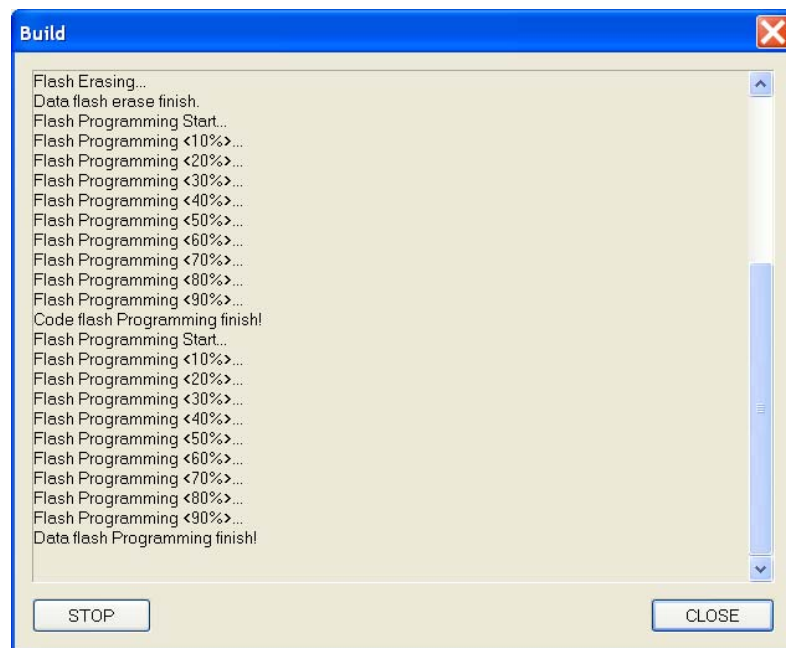 Build
Flash Erasing...
Data flash erase finish.
Flash Programming Start...
Flash Programming <10%>...
Flash Programming <20%>...
Flash Programming <30%>...
Flash Programming <40%>...
Flash Programming <50%>...
Flash Programming <60%>...
Flash Programming <70%>...
Flash Programming <80%>...
Flash Programming <90%>...
Code flash Programming finish!
Flash Programming Start...
Flash Programming <10%>...
Flash Programming <20%>...
Flash Programming <30%>...
Flash Programming <40%>...
Flash Programming <50%>...
Flash Programming <60%>...
Flash Programming <70%>...
Flash Programming <80%>...
Flash Programming <90%>...
Data flash Programming finish!
STOP
CLOSE